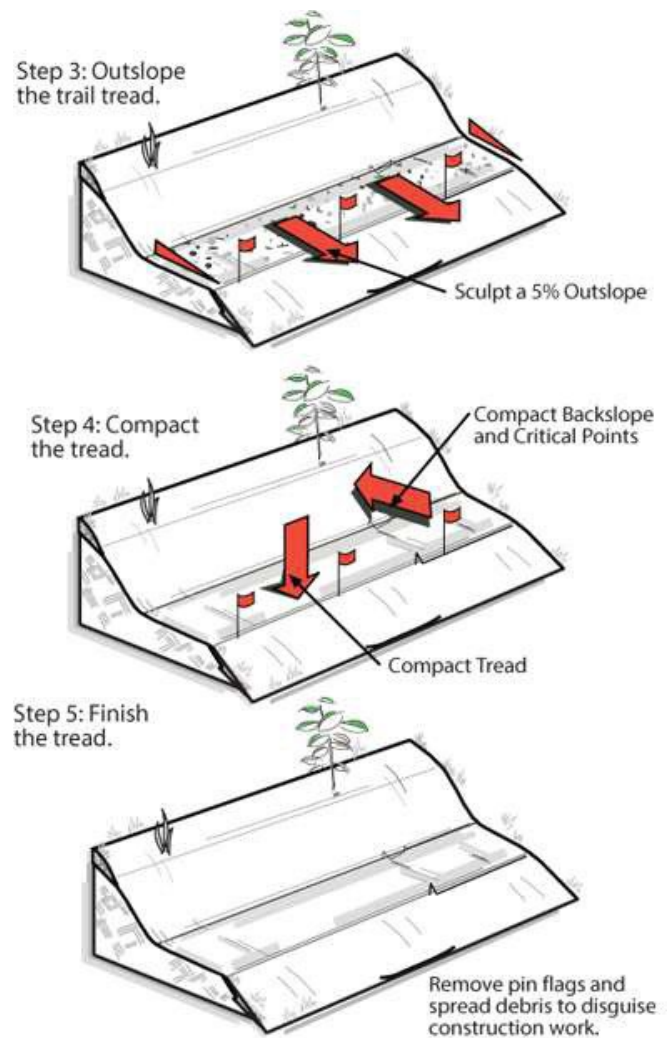 Step 3: Outslope
the trail tread.
Sculpt a 5% Outslope
Step 4: Compact
the tread.
Compact Backslope
and Critical Points
Compact Tread
Step 5: Finish
the tread.
Remove pin flags and
spread debris to disguise
construction work.